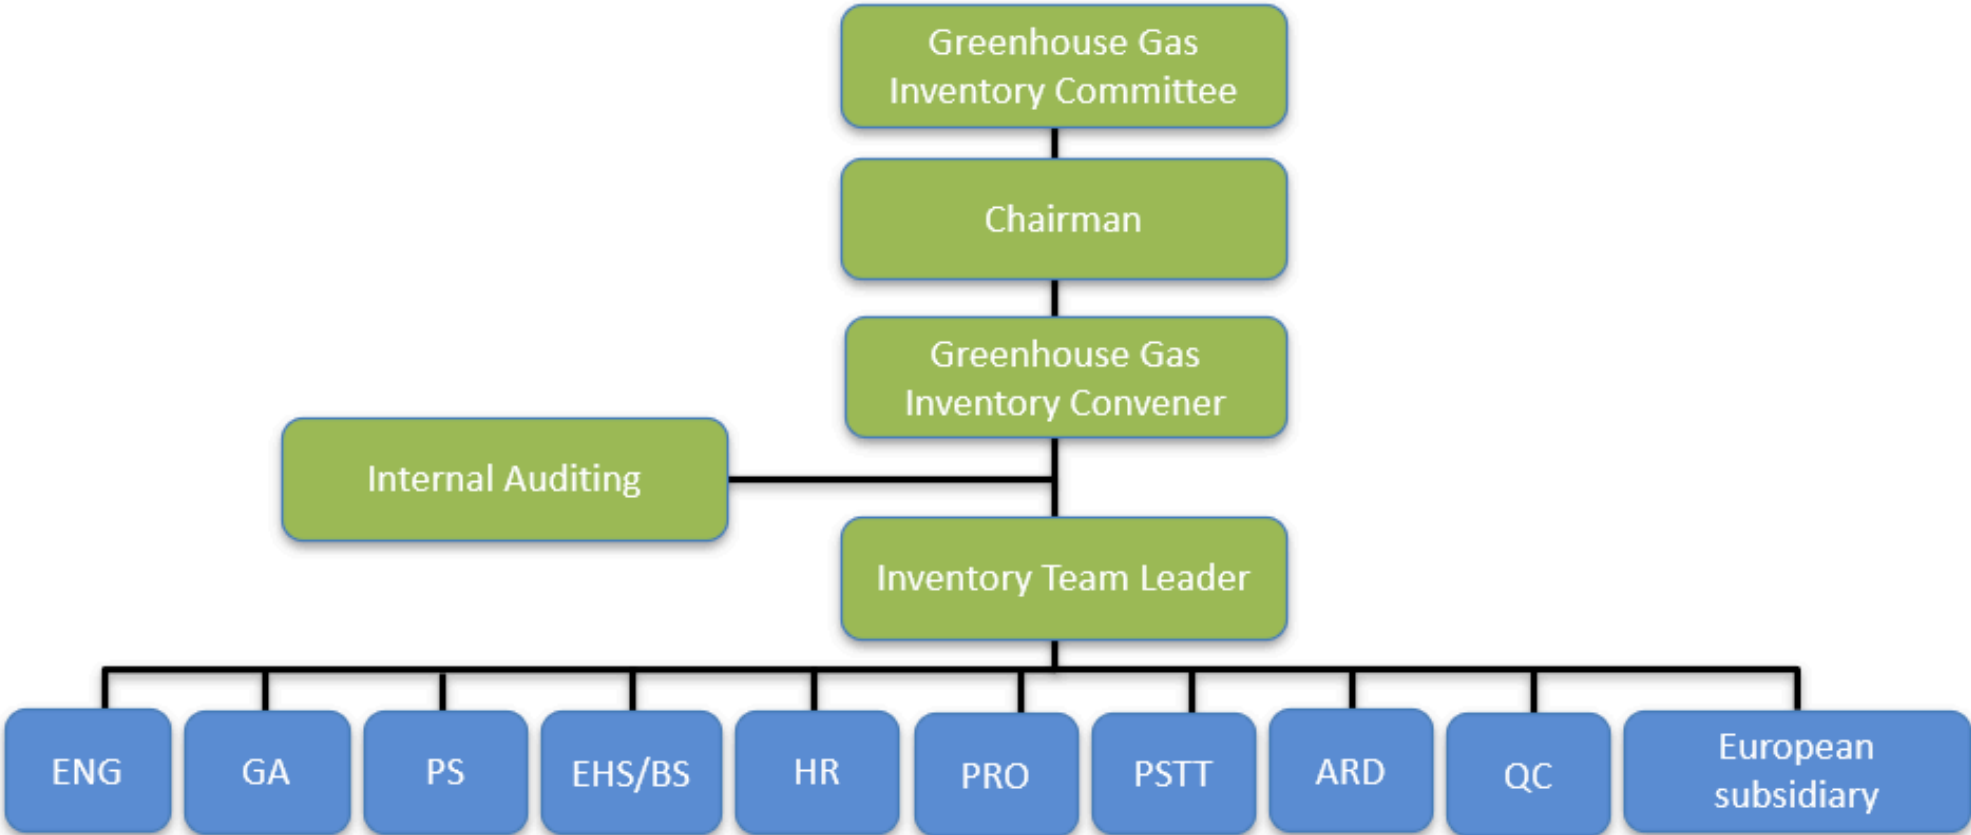 Greenhouse Gas
Inventory Committee
Chairman
Greenhouse Gas
Inventory Convener
Internal Auditing
Inventory Team Leader
ENG
GA
PS
EHS/BS
HR
PRO
PSTT
ARD
QC
European
subsidiary